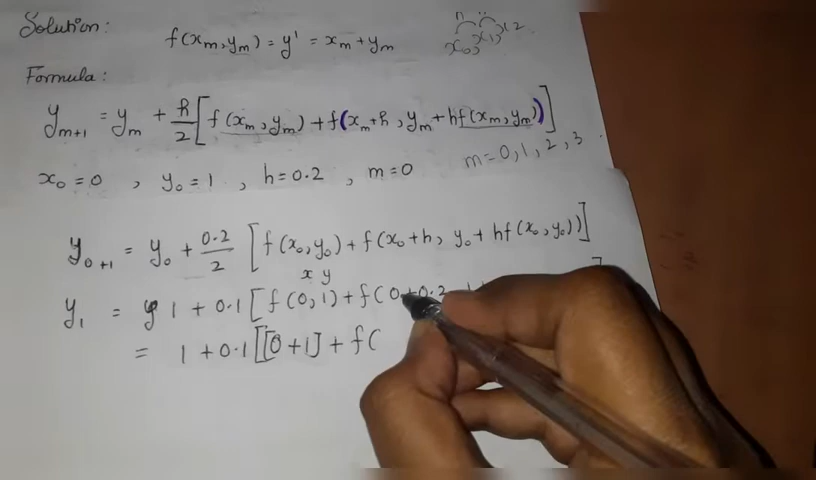 Solution:
f(xm, ym) = y' = xm + ym
Formula:
ym+1 = ym + h/2 [f(xm, ym) + f(xm+h, ym + hf(xm, ym))]
m = 0, 1, 2, 3
x0 = 0 , y0 = 1 , h = 0.2 , m = 0
y0+1 = y0 + 0.2/2 [f(x0, y0) + f(x0+h, y0 + hf(x0, y0))]
x y
y1 = 1 + 0.1 [f(0, 1) + f(0+0.2, 1+
= 1 + 0.1 [[0+1] + f(